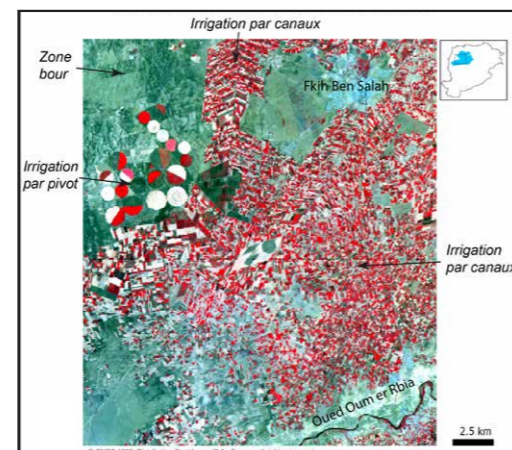 Irrigation par canaux
Zone
bour
Fkih Ben Salah
Irrigation
par pivot
Irrigation
par canaux
Oued Oum er Rbia
2.5 km